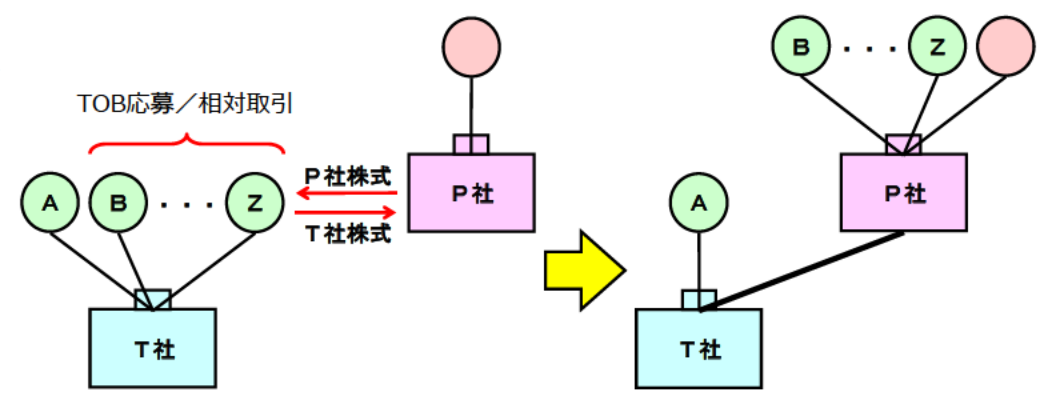 TOB応募／相対取引
A B ・・・ Z
P社株式
T社株式
P社
T社
B ・・・ Z
P社
A
T社